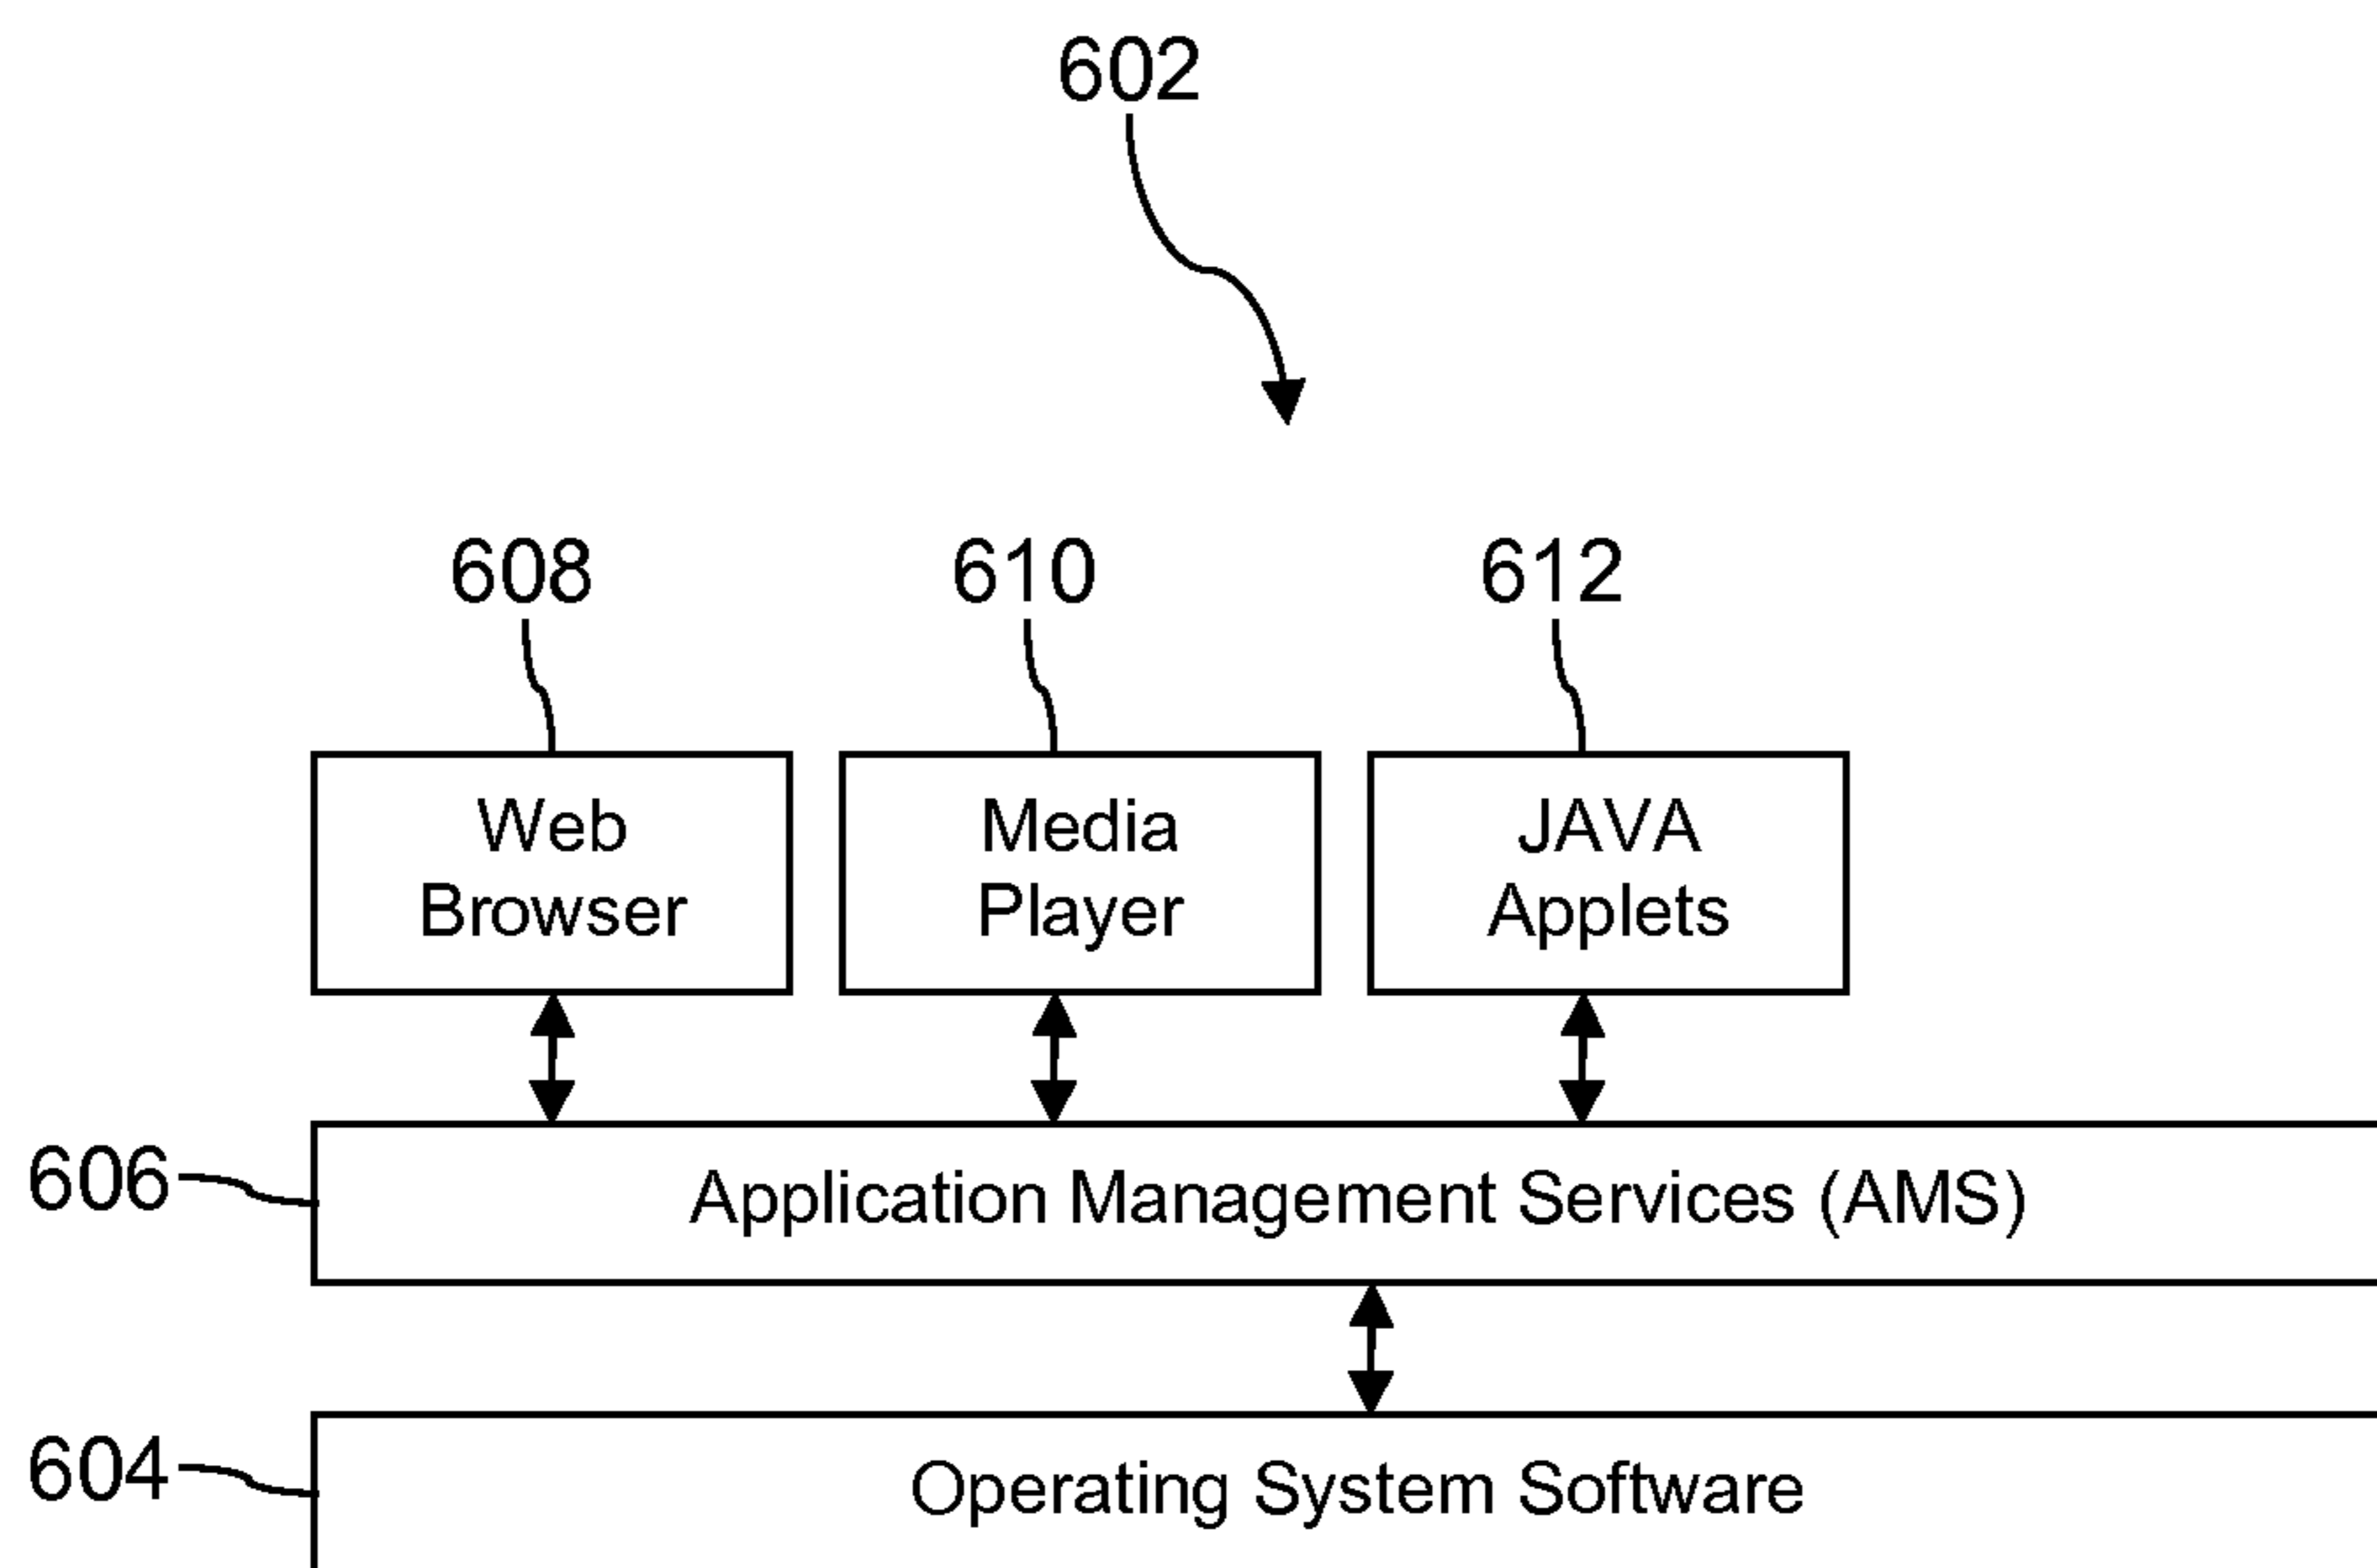 602
608
610
612
Web
Browser
Media
Player
JAVA
Applets
606
Application Management Services (AMS)
604
Operating System Software